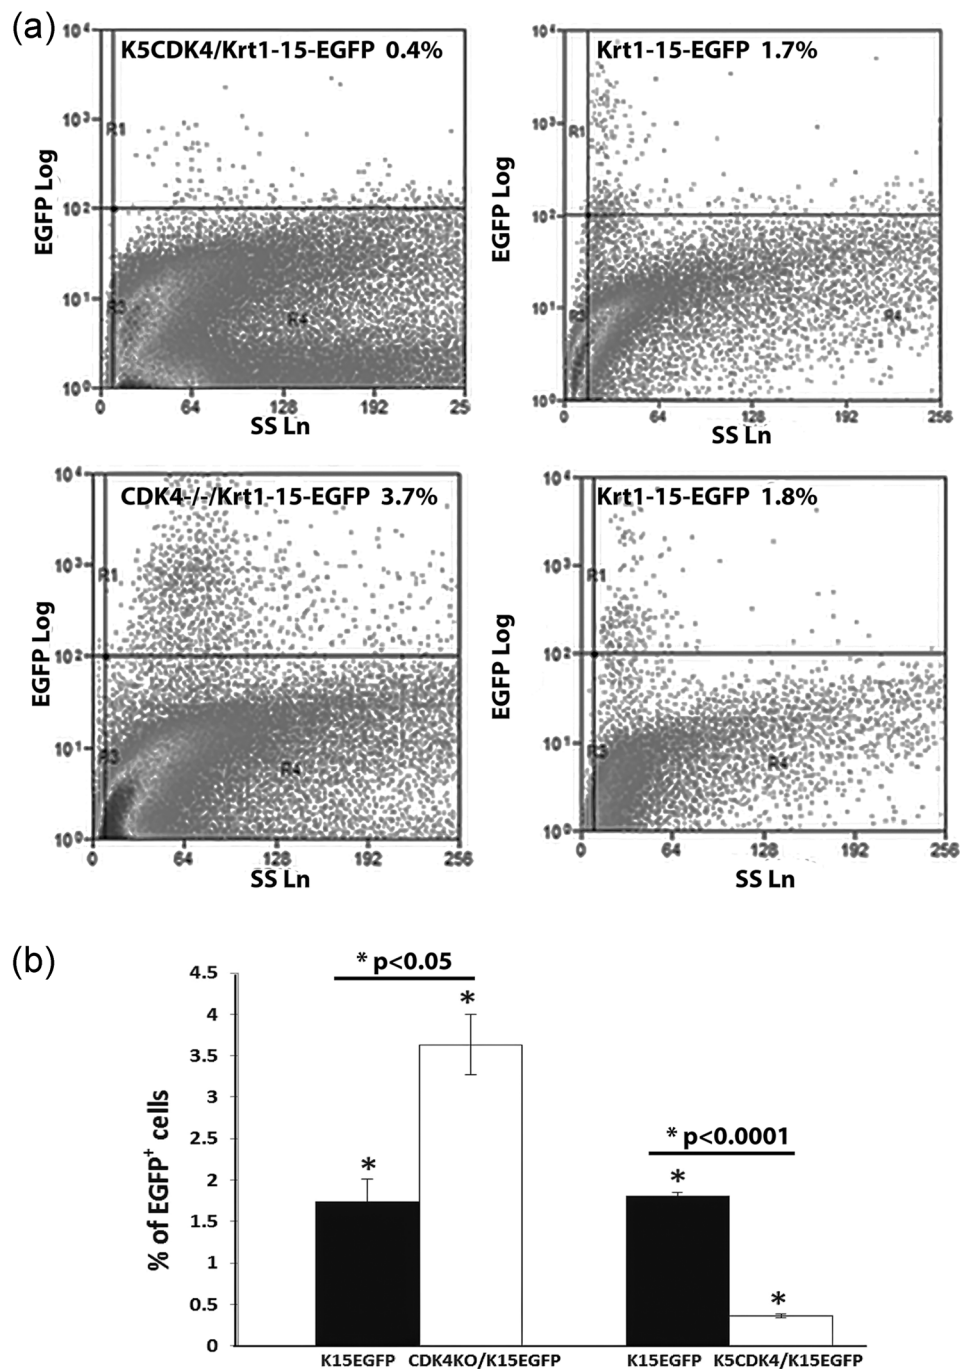 (a)
K5CDK4/Krt1-15-EGFP 0.4%
EGFP Log
10⁴
10³
10²
10¹
10⁰
R1
R3
R4
0 64 128 192 25
SS Ln
Krt1-15-EGFP 1.7%
EGFP Log
10⁴
10³
10²
10¹
10⁰
R1
R3
R4
0 64 128 192 256
SS Ln
CDK4-/-/Krt1-15-EGFP 3.7%
EGFP Log
10⁴
10³
10²
10¹
10⁰
R1
R3
R4
0 64 128 192 256
SS Ln
Krt1-15-EGFP 1.8%
EGFP Log
10⁴
10³
10²
10¹
10⁰
R1
R3
R4
0 64 128 192 256
SS Ln
(b)
% of EGFP⁺ cells
4.5
4
3.5
3
2.5
2
1.5
1
0.5
0
* p<0.05
*
*
* p<0.0001
*
*
K15EGFP CDK4KO/K15EGFP K15EGFP K5CDK4/K15EGFP